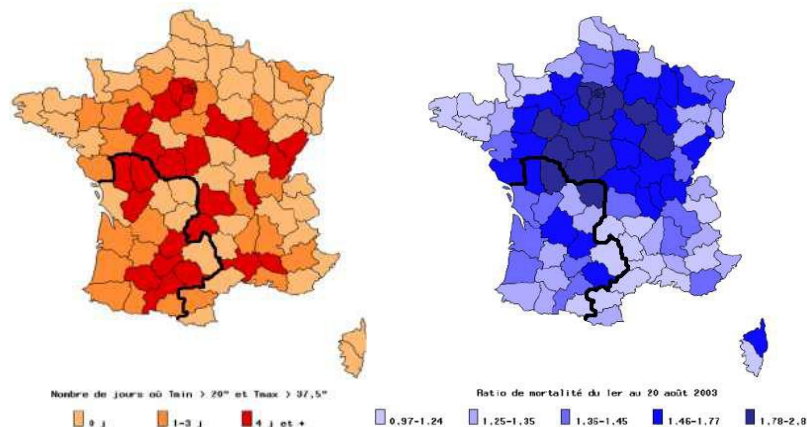 Nombre de jours où Tmin > 20° et Tmax > 37,5°
0 j
1-3 j
4 j et +
Ratio de mortalité du 1er au 20 août 2003
0.97-1.24
1.25-1.35
1.35-1.45
1.46-1.77
1.78-2.8